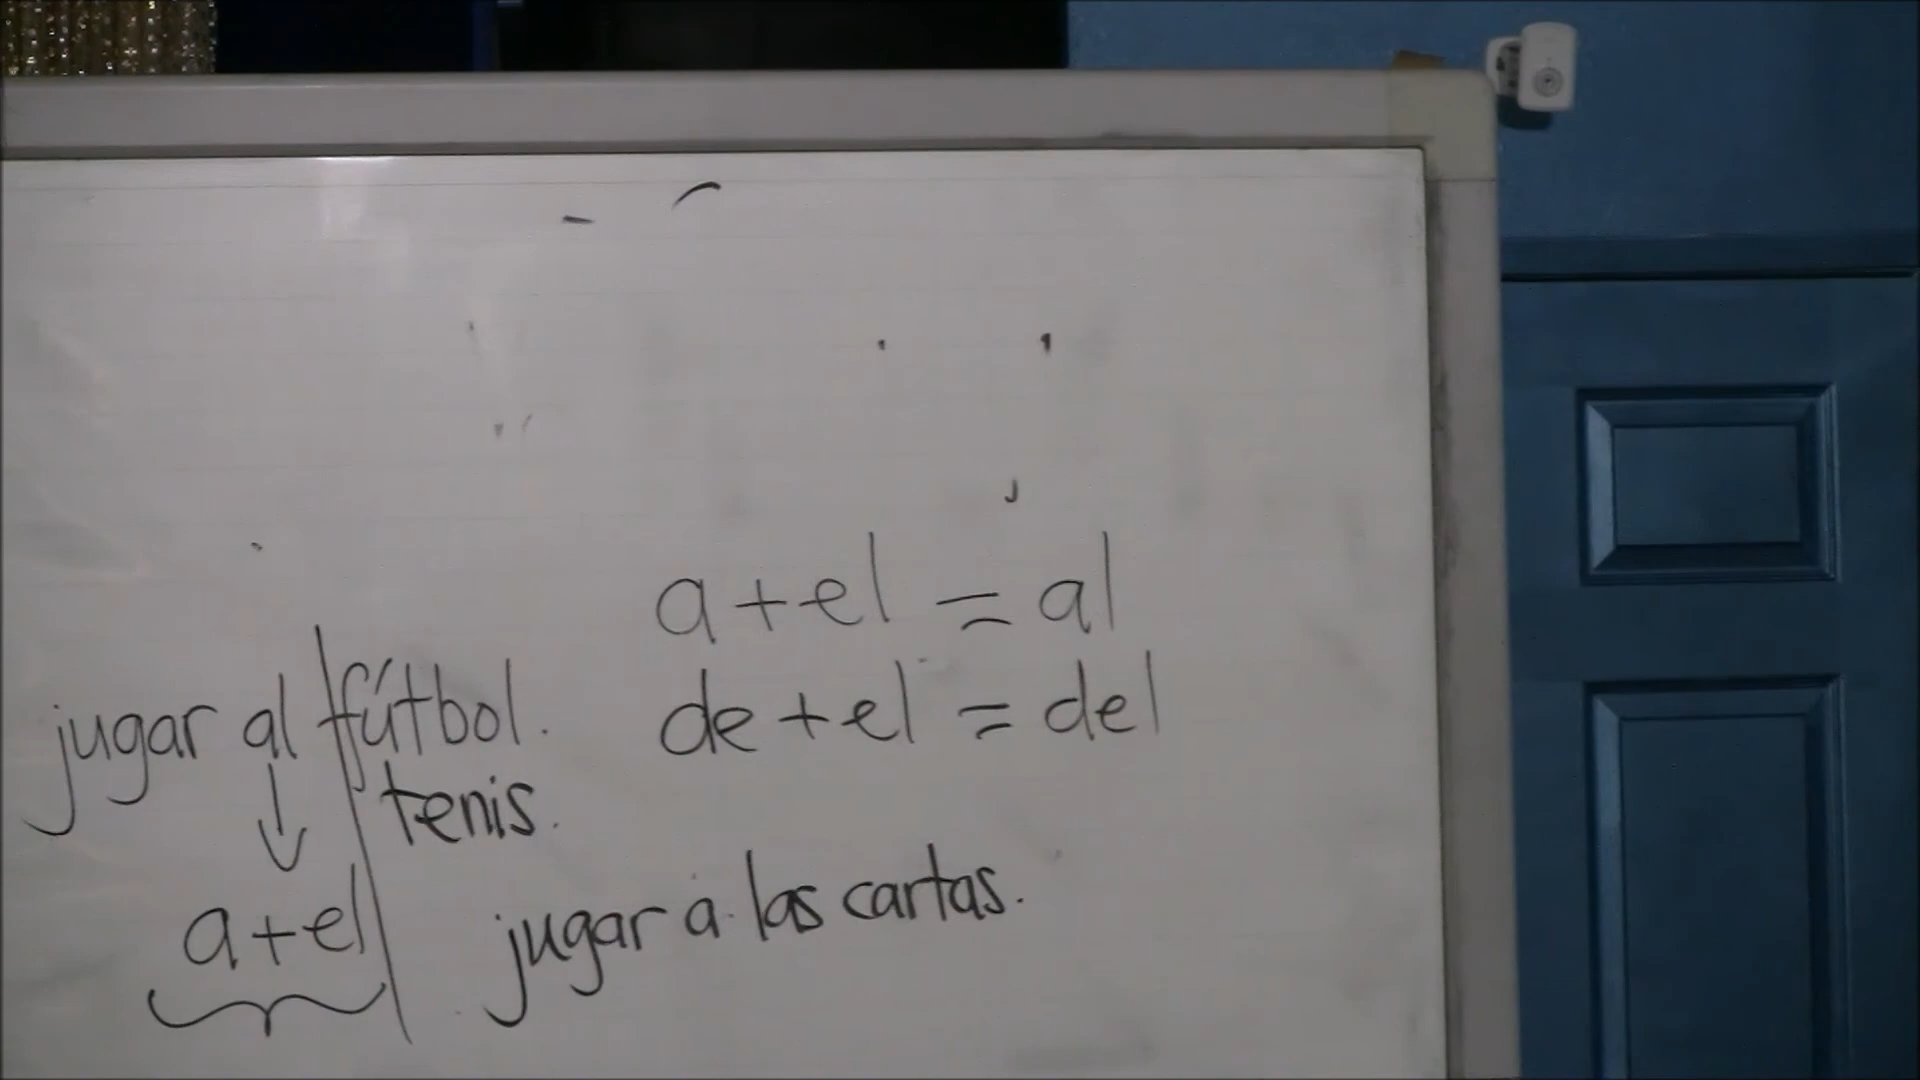 a + el = al
de + el = del
jugar al fútbol.
tenis.
a + el
jugar a las cartas.